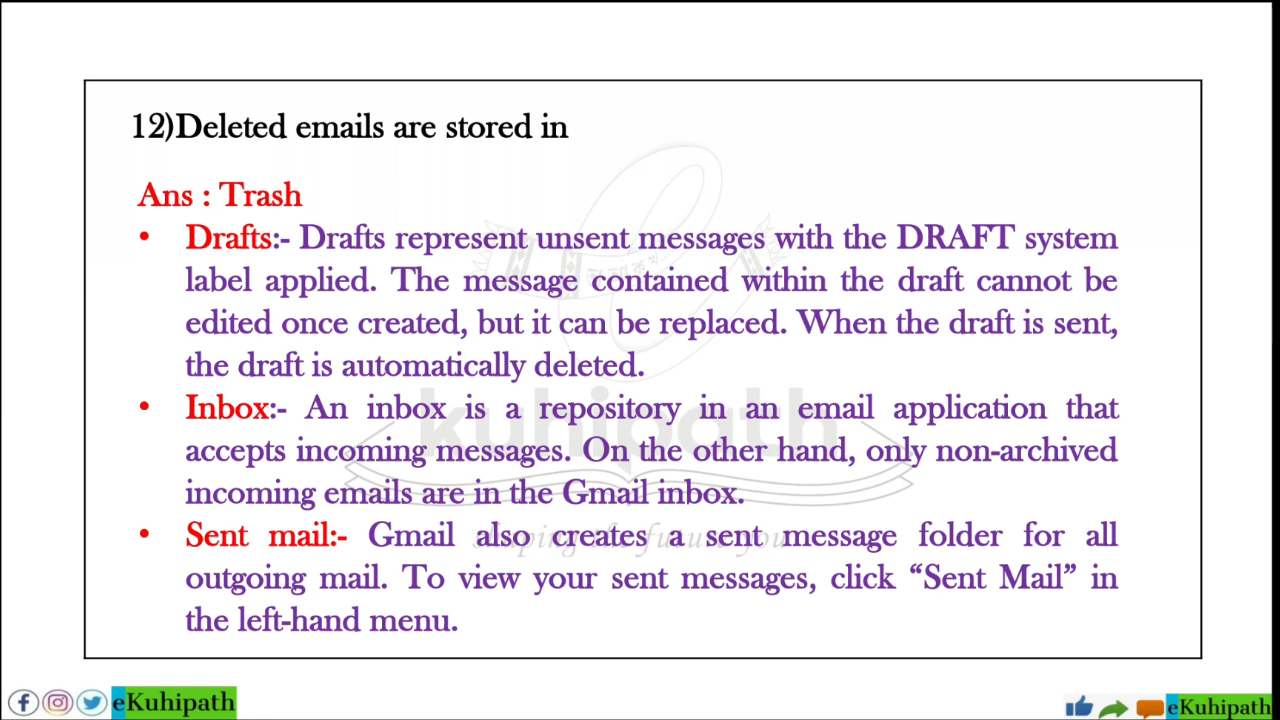 12)Deleted emails are stored in
Ans : Trash
• Drafts:- Drafts represent unsent messages with the DRAFT system
label applied. The message contained within the draft cannot be
edited once created, but it can be replaced. When the draft is sent,
the draft is automatically deleted.
• Inbox:- An inbox is a repository in an email application that
accepts incoming messages. On the other hand, only non-archived
incoming emails are in the Gmail inbox.
• Sent mail:- Gmail also creates a sent message folder for all
outgoing mail. To view your sent messages, click “Sent Mail” in
the left-hand menu.
kuhipath
shaping the future you
eKuhipath
eKuhipath